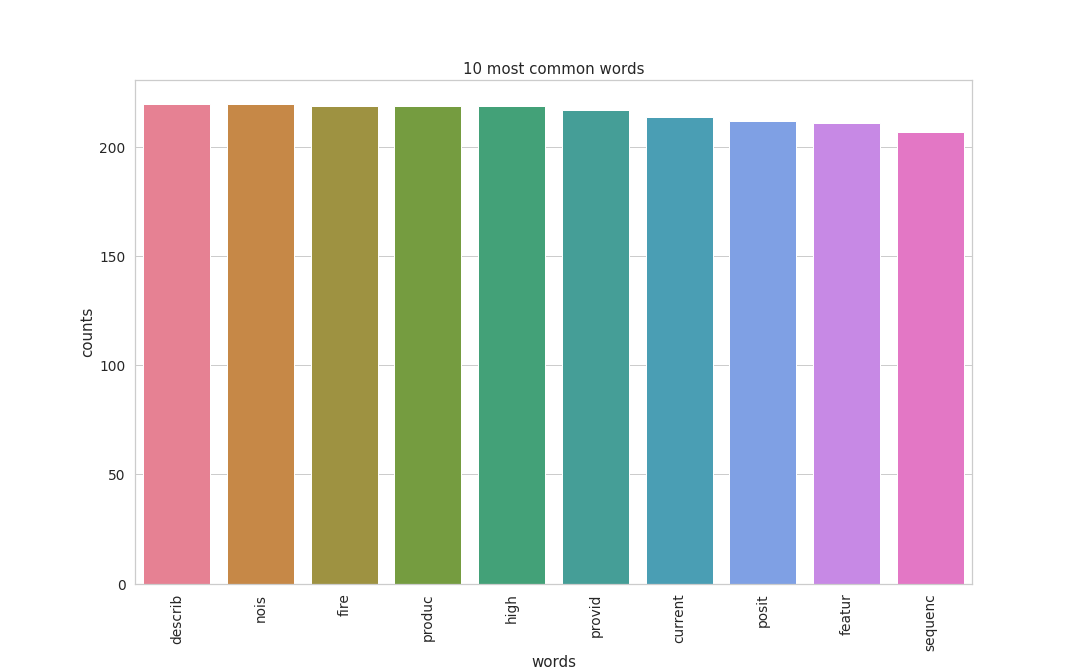 10 most common words
counts
200
150
100
50
0
describ
nois
fire
produc
high
provid
current
posit
featur
sequenc
words